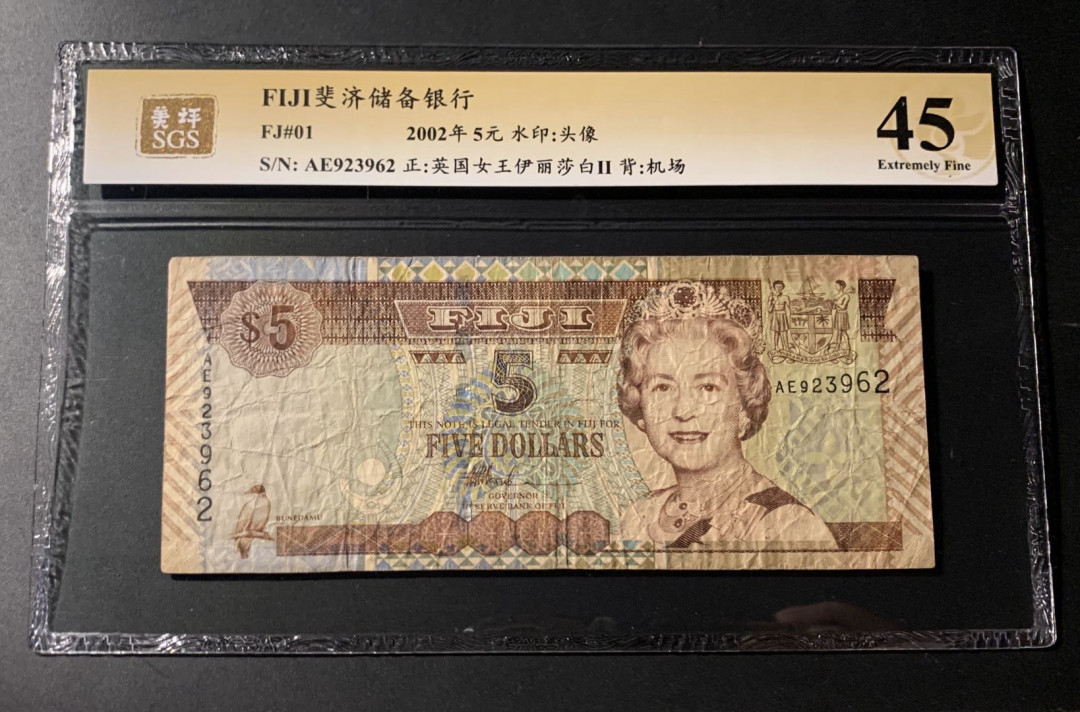 美评
SGS
FIJI斐济储备银行
FJ#01 2002年 5元 水印:头像
S/N: AE923962 正:英国女王伊丽莎白II 背:机场
45
Extremely Fine
$5
FIJI
5
AE923962
AE923962
THIS NOTE IS LEGAL TENDER IN FIJI FOR
FIVE DOLLARS
GOVERNOR
RESERVE BANK OF FIJI
BUNEDAMU